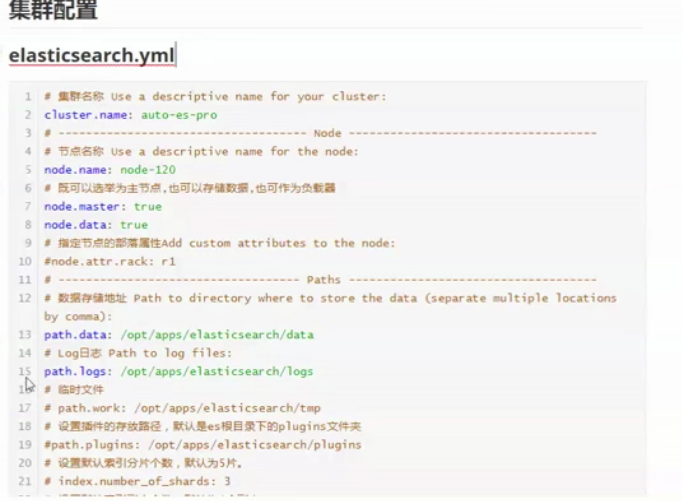 集群配置
elasticsearch.yml
1 # 集群名称 Use a descriptive name for your cluster:
2 cluster.name: auto-es-pro
3 # ------------------------------------ Node ------------------------------------
4 # 节点名称 Use a descriptive name for the node:
5 node.name: node-120
6 # 既可以选举为主节点,也可以存储数据,也可作为负载器
7 node.master: true
8 node.data: true
9 # 指定节点的部落属性Add custom attributes to the node:
10 #node.attr.rack: r1
11 # ----------------------------------- Paths ------------------------------------
12 # 数据存储地址 Path to directory where to store the data (separate multiple locations
by comma):
13 path.data: /opt/apps/elasticsearch/data
14 # Log日志 Path to log files:
15 path.logs: /opt/apps/elasticsearch/logs
16 # 临时文件
17 # path.work: /opt/apps/elasticsearch/tmp
18 # 设置插件的存放路径，默认是es根目录下的plugins文件夹
19 #path.plugins: /opt/apps/elasticsearch/plugins
20 # 设置默认索引分片个数，默认为5片。
21 # index.number_of_shards: 3